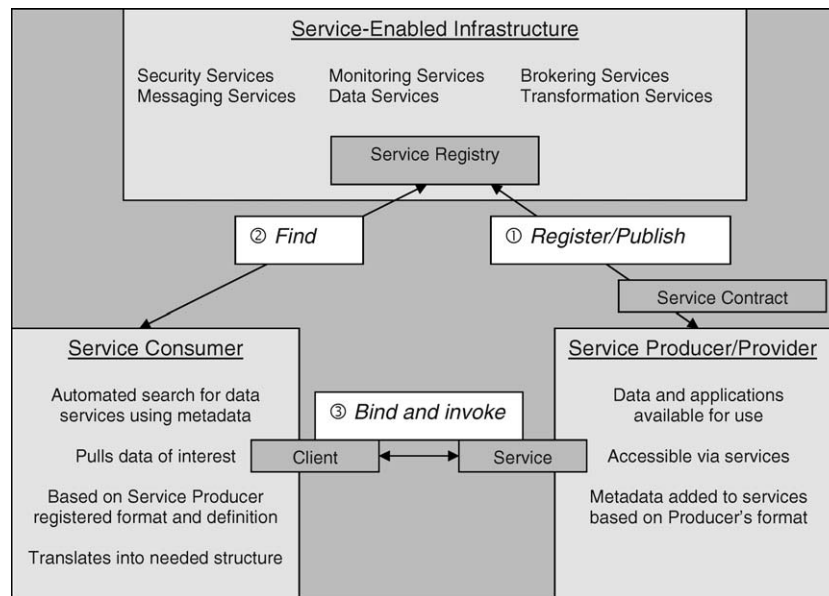 Service-Enabled Infrastructure
Security Services Monitoring Services Brokering Services
Messaging Services Data Services Transformation Services
Service Registry
② Find
① Register/Publish
Service Contract
Service Consumer
Automated search for data
services using metadata
Pulls data of interest
Based on Service Producer
registered format and definition
Translates into needed structure
③ Bind and invoke
Client
Service
Service Producer/Provider
Data and applications
available for use
Accessible via services
Metadata added to services
based on Producer's format